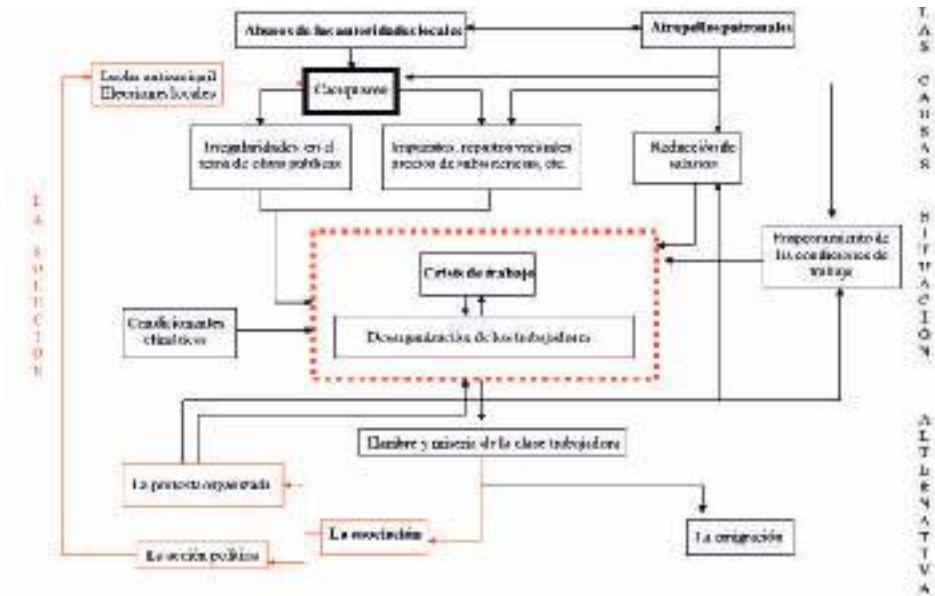 Abusos de las autoridades locales
Atropellos patronales
Elecciones locales
Caciquismo
Irregularidades en el
tema de obras públicas
Impuestos, repartos vecinales
precios de subsistencias, etc.
Reducción de
salarios
Empeoramiento de
las condiciones de
trabajo
Crisis de trabajo
Desorganización de los trabajadores
Condicionantes
climáticos
Hambre y miseria de la clase trabajadora
La protesta organizada
La asociación
La acción política
La emigración
LA SOLUCIÓN
LAS CAUSAS
SITUACIÓN
ALTERNATIVA